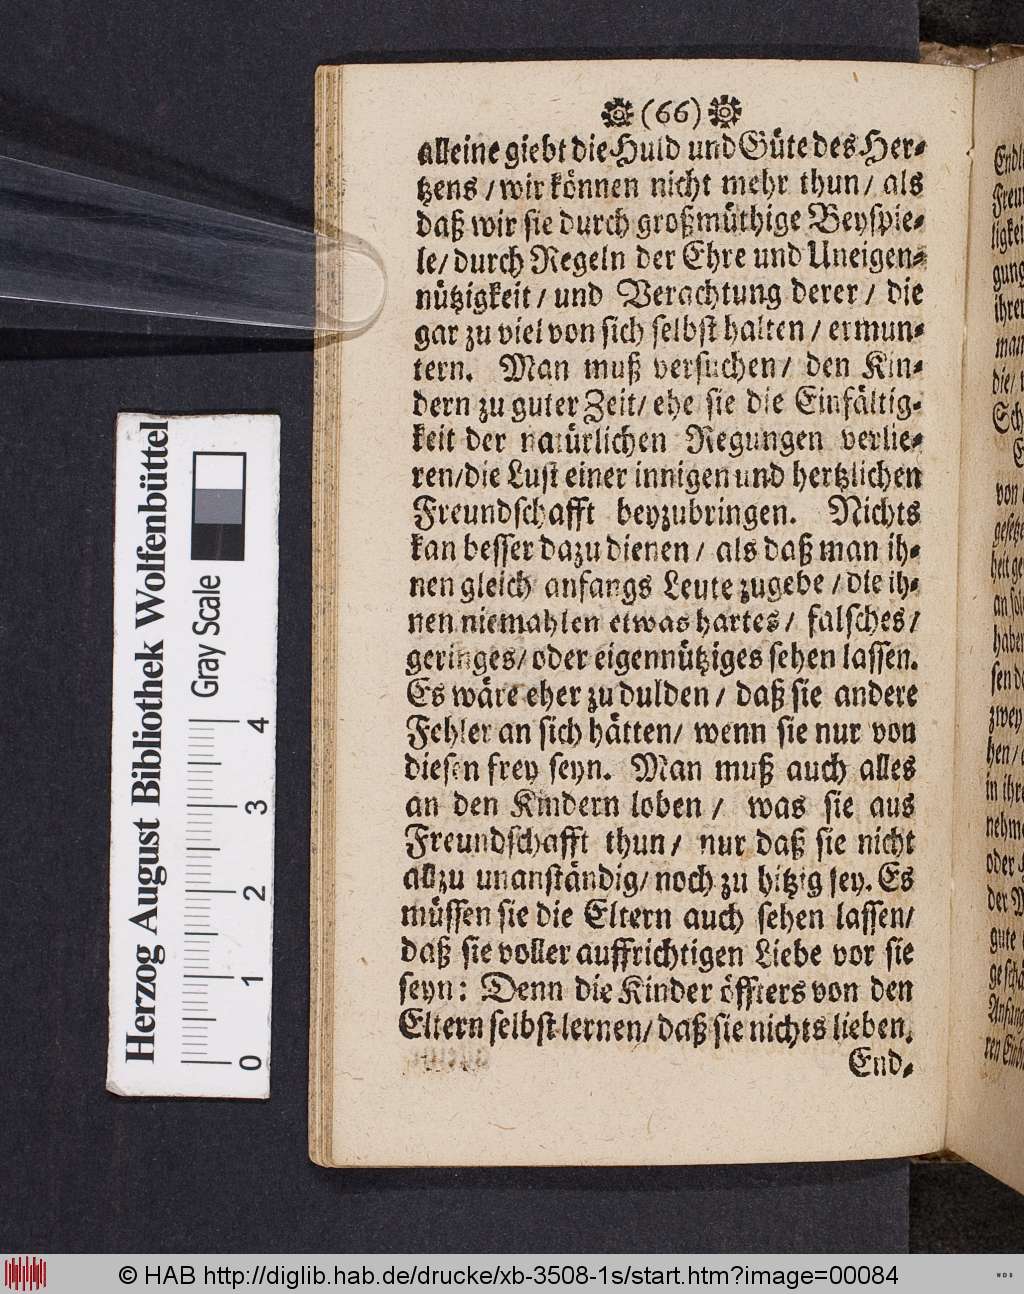 (66)
alleine giebt die Huld und Güte des Her-
tzens / wir können nicht mehr thun / als
daß wir sie durch großmüthige Beyspie-
le / durch Regeln der Ehre und Uneigen-
nützigkeit / und Verachtung derer / die
gar zu viel von sich selbst halten / ermun-
tern. Man muß versuchen / den Kin-
dern zu guter Zeit / ehe sie die Einfältig-
keit der natürlichen Regungen verlie-
ren / die Lust einer innigen und hertzlichen
Freundschafft beyzubringen. Nichts
kan besser dazu dienen / als daß man ih-
nen gleich anfangs Leute zugebe / die ih-
nen niemahlen etwas hartes / falsches /
geringes / oder eigennütziges sehen lassen.
Es wäre eher zu dulden / daß sie andere
Fehler an sich hätten / wenn sie nur von
diesen frey seyn. Man muß auch alles
an den Kindern loben / was sie aus
Freundschafft thun / nur daß sie nicht
allzu unanständig / noch zu hitzig sey. Es
müssen sie die Eltern auch sehen lassen /
daß sie voller auffrichtigen Liebe vor sie
seyn: Denn die Kinder öffters von den
Eltern selbst lernen / daß sie nichts lieben.
End-
Herzog August Bibliothek Wolfenbüttel
Gray Scale
0 1 2 3 4
© HAB http://diglib.hab.de/drucke/xb-3508-1s/start.htm?image=00084